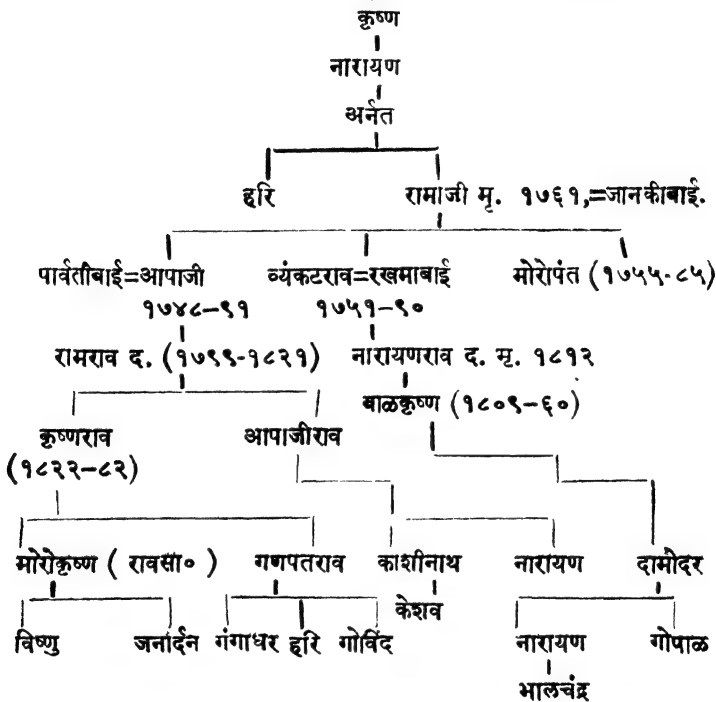 कृष्ण
नारायण
अनंत
हरि रामाजी मृ. १७६१,=जानकीबाई.
पार्वतीबाई=आपाजी व्यंकटराव=रखमाबाई मोरोपंत (१७५५-८५)
१७४८-९१ १७५१-९०
रामराव द. (१७९९-१८२१) नारायणराव द. मृ. १८१२
बाळकृष्ण (१८०९-६०)
कृष्णराव आपाजीराव
(१८२२-८२)
मोरोकृष्ण ( रावसा० ) गणपतराव काशीनाथ नारायण दामोदर
केशव
विष्णु जनार्दन गंगाधर हरि गोविंद नारायण गोपाळ
भालचंद्र